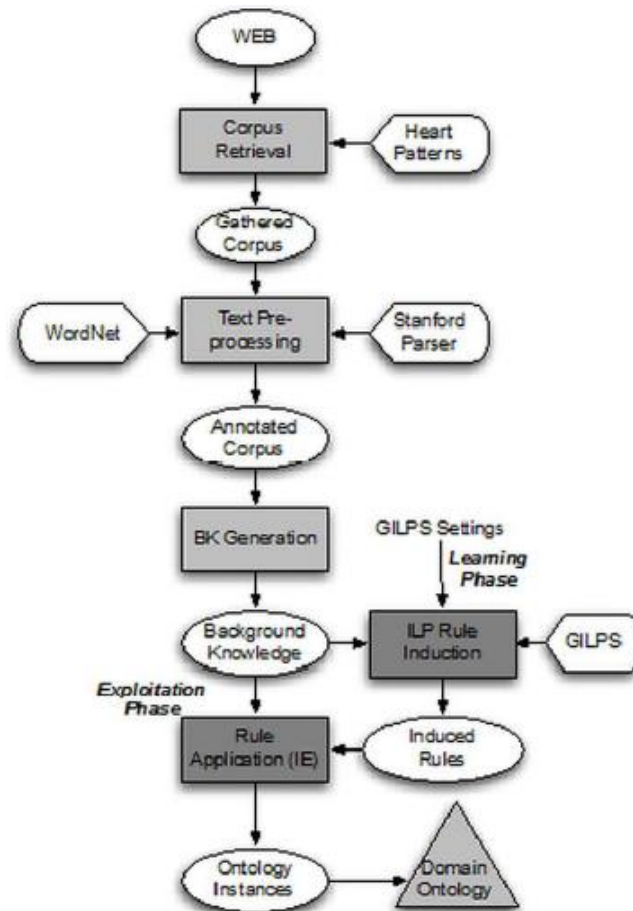 WEB
Corpus
Retrieval
Heart
Patterns
Gathered
Corpus
WordNet
Text Pre-
processing
Stanford
Parser
Annotated
Corpus
BK Generation
GILPS Settings
Learning
Phase
Background
Knowledge
ILP Rule
Induction
GILPS
Exploitation
Phase
Rule
Application (IE)
Induced
Rules
Ontology
Instances
Domain
Ontology